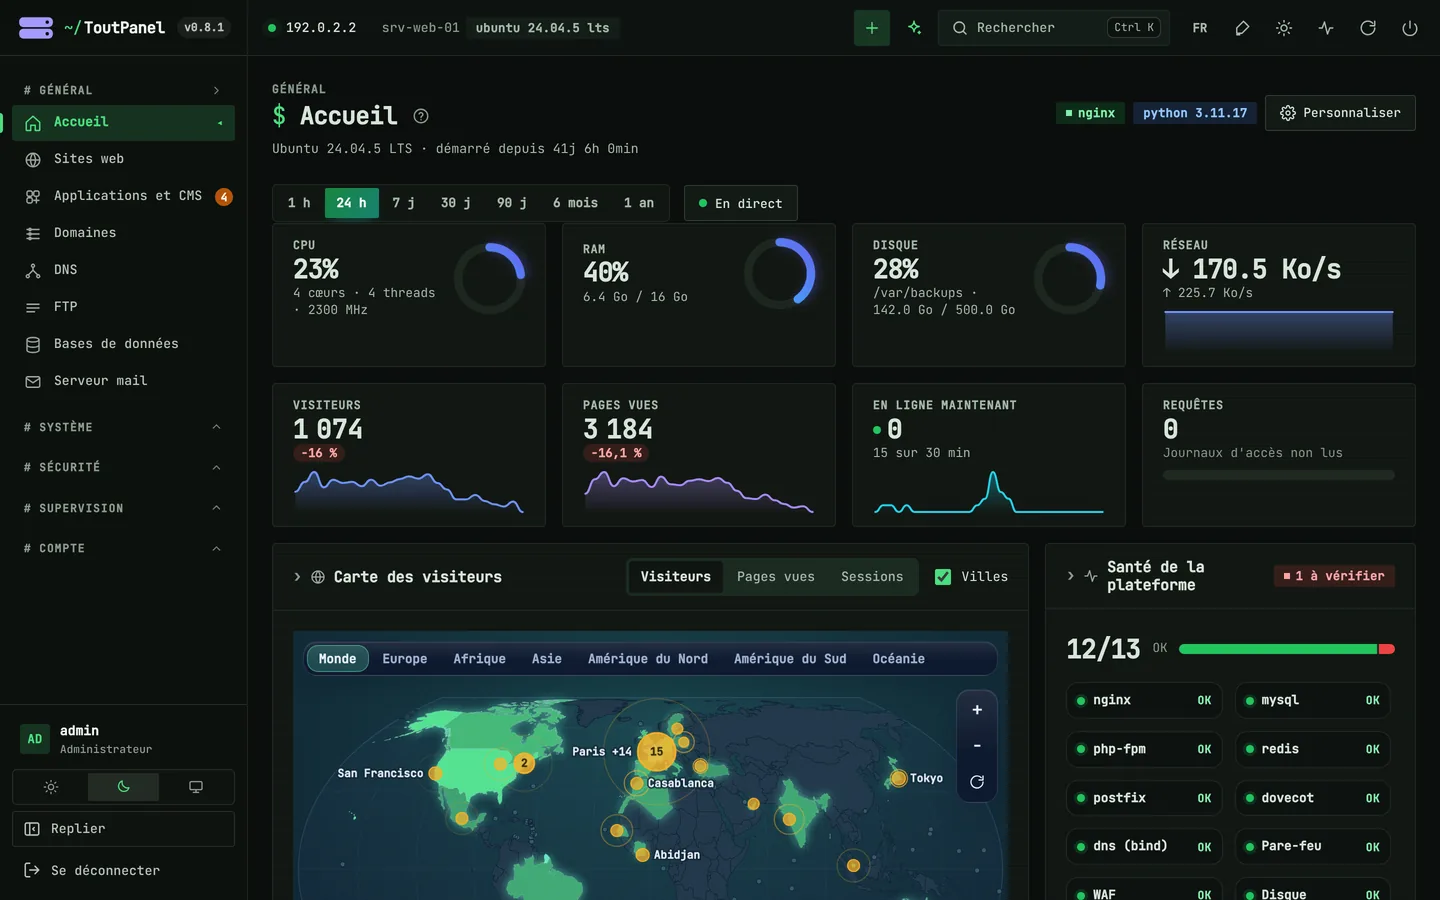 ~/ToutPanel v0.8.1
192.0.2.2 srv-web-01 ubuntu 24.04.5 lts
+ Rechercher Ctrl K FR
# GÉNÉRAL
Accueil
Sites web
Applications et CMS 4
Domaines
DNS
FTP
Bases de données
Serveur mail
# SYSTÈME
# SÉCURITÉ
# SUPERVISION
# COMPTE
AD admin
Administrateur
Replier
Se déconnecter
GÉNÉRAL
$ Accueil ?
Ubuntu 24.04.5 LTS · démarré depuis 41j 6h 0min
nginx python 3.11.17 Personnaliser
1 h 24 h 7 j 30 j 90 j 6 mois 1 an En direct
CPU
23%
4 cœurs · 4 threads
· 2300 MHz
RAM
40%
6.4 Go / 16 Go
DISQUE
28%
/var/backups ·
142.0 Go / 500.0 Go
RÉSEAU
↓ 170.5 Ko/s
↑ 225.7 Ko/s
VISITEURS
1 074
-16 %
PAGES VUES
3 184
-16,1 %
EN LIGNE MAINTENANT
0
15 sur 30 min
REQUÊTES
0
Journaux d'accès non lus
Carte des visiteurs Visiteurs Pages vues Sessions Villes
Monde Europe Afrique Asie Amérique du Nord Amérique du Sud Océanie
+
-
Paris +14 15
2
San Francisco
Casablanca
Tokyo
Abidjan
Santé de la
plateforme
1 à vérifier
12/13 OK
nginx OK
mysql OK
php-fpm OK
redis OK
postfix OK
dovecot OK
dns (bind) OK
Pare-feu OK
WAF OK
Disque OK